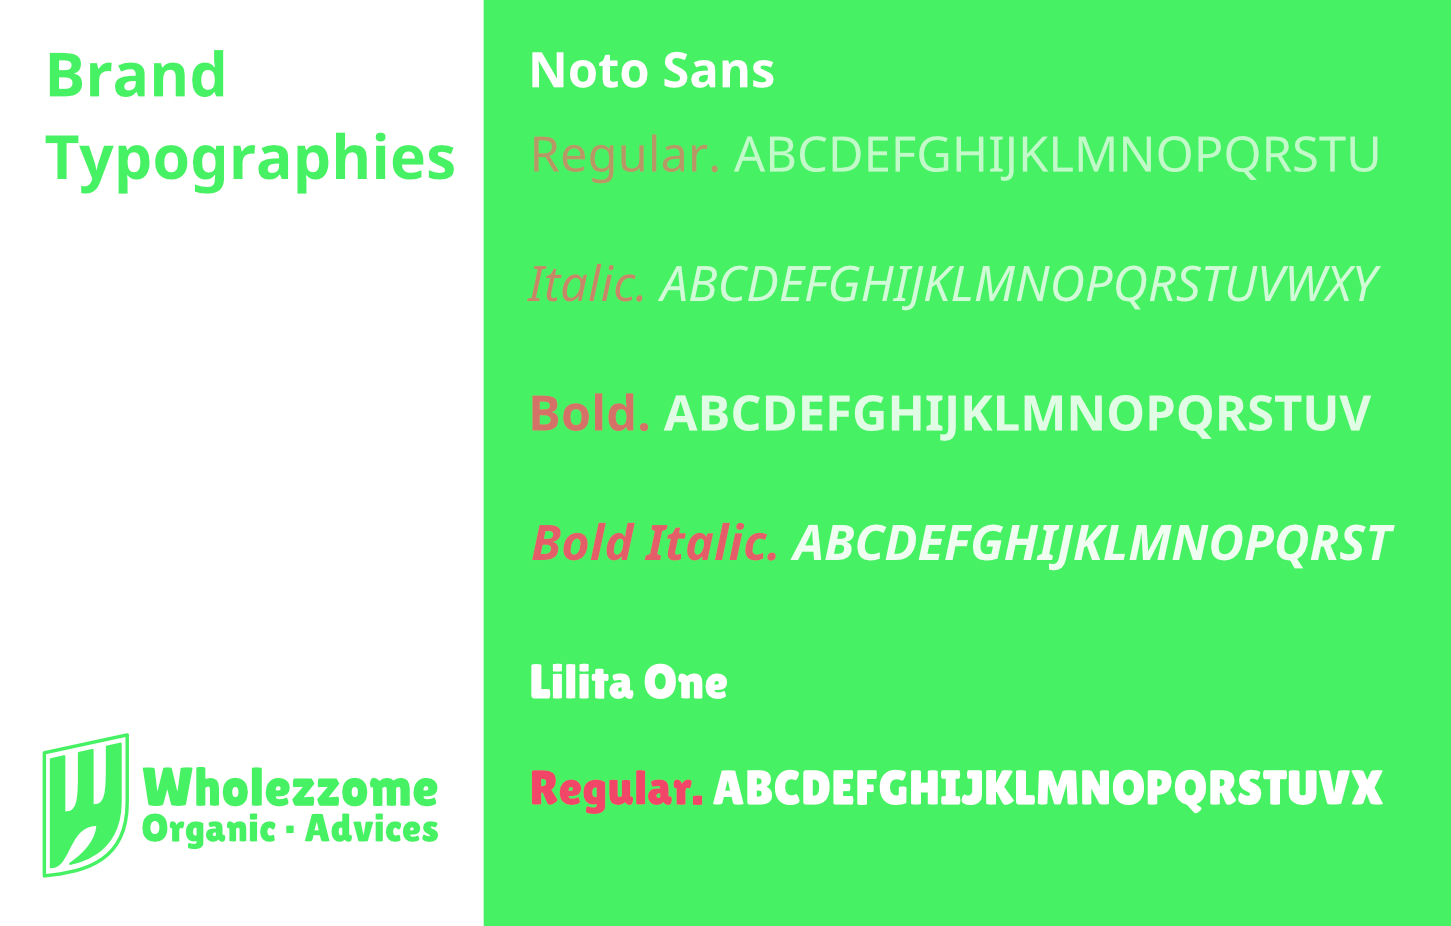 Brand
Typographies
Noto Sans
Regular. ABCDEFGHIJKLMNOPQRSTU
Italic. ABCDEFGHIJKLMNOPQRSTUVWXY
Bold. ABCDEFGHIJKLMNOPQRSTUV
Bold Italic. ABCDEFGHIJKLMNOPQRST
Lilita One
Regular. ABCDEFGHIJKLMNOPQRSTUVX
Wholezzome
Organic · Advices